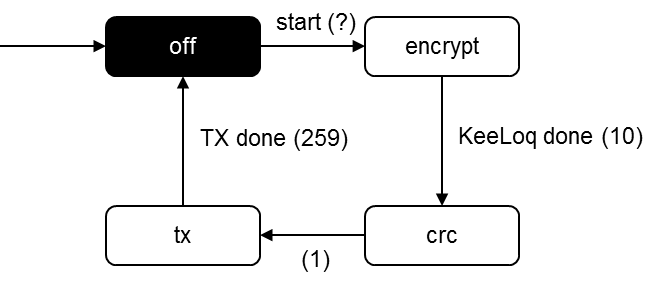 start (?)
off
encrypt
TX done (259)
KeeLoq done (10)
tx
crc
(1)